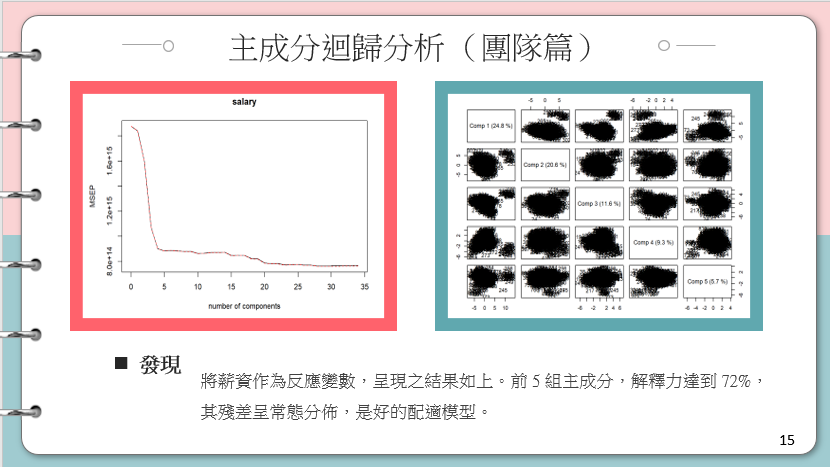 主成分迴歸分析（團隊篇）
salary
MSEP
8.0e+14 1.2e+15 1.6e+15
0 5 10 15 20 25 30 35
number of components
-5 0 5
-6 -2 0 2 4
Comp 1 (24.8 %)
Comp 2 (20.6 %)
Comp 3 (11.6 %)
Comp 4 (9.3 %)
Comp 5 (5.7 %)
-5 0 5 10
-6 -4 -2 0 2 4
發現
將薪資作為反應變數，呈現之結果如上。前 5 組主成分，解釋力達到 72%，
其殘差呈常態分佈，是好的配適模型。
15